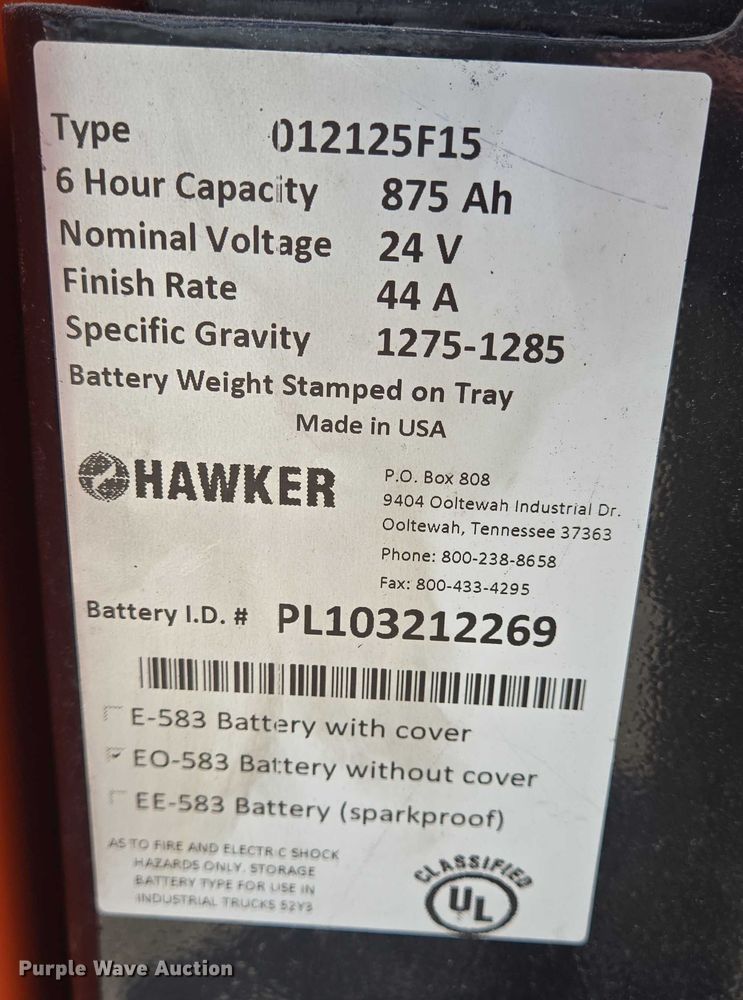 Type 012125F15
6 Hour Capacity 875 Ah
Nominal Voltage 24 V
Finish Rate 44 A
Specific Gravity 1275-1285
Battery Weight Stamped on Tray
Made in USA
HAWKER
P.O. Box 808
9404 Ooltewah Industrial Dr.
Ooltewah, Tennessee 37363
Phone: 800-238-8658
Fax: 800-433-4295
Battery I.D. # PL103212269
E-583 Battery with cover
EO-583 Battery without cover
EE-583 Battery (sparkproof)
AS TO FIRE AND ELECTRIC SHOCK
HAZARDS ONLY. STORAGE
BATTERY TYPE FOR USE IN
INDUSTRIAL TRUCKS 52Y3
CLASSIFIED
UL
Purple Wave Auction